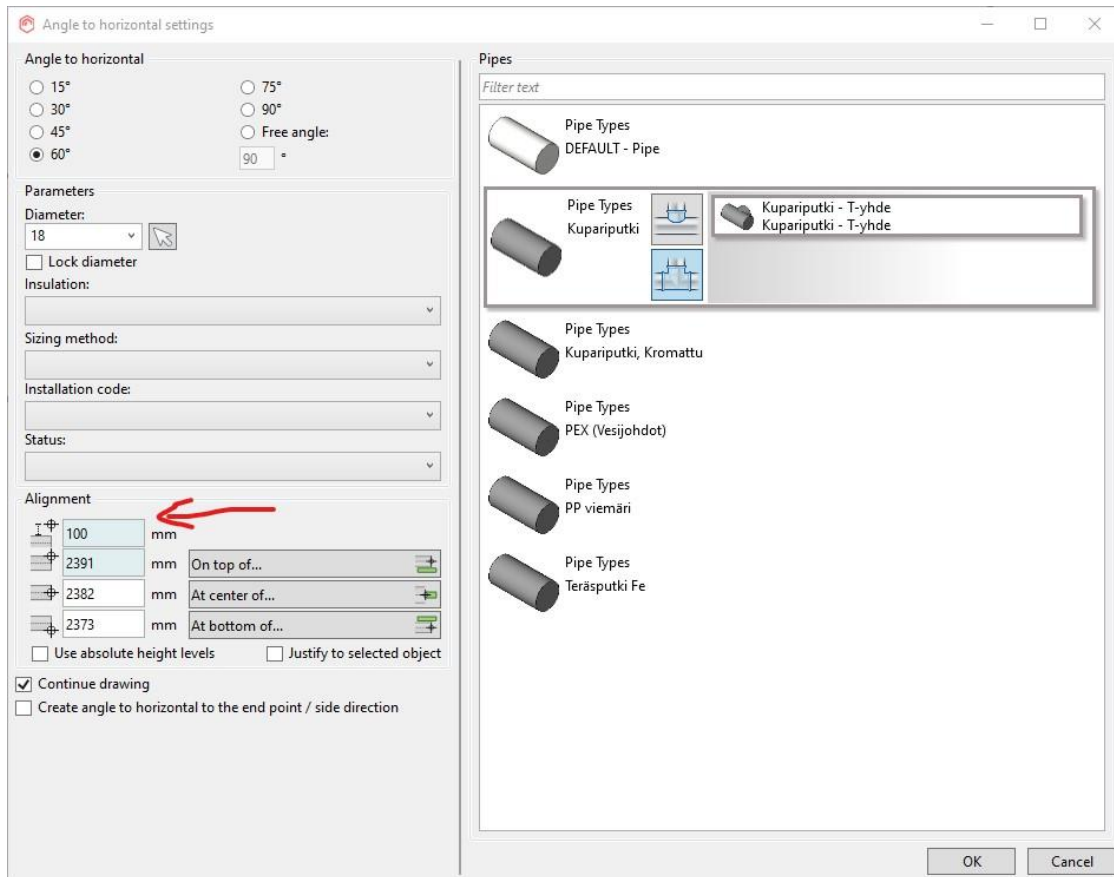 Angle to horizontal settings
Angle to horizontal
15°
75°
30°
90°
45°
Free angle:
60°
90 °
Parameters
Diameter:
18
Lock diameter
Insulation:
Sizing method:
Installation code:
Status:
Alignment
100 mm
2391 mm On top of...
2382 mm At center of...
2373 mm At bottom of...
Use absolute height levels
Justify to selected object
Continue drawing
Create angle to horizontal to the end point / side direction
Pipes
Filter text
Pipe Types
DEFAULT - Pipe
Pipe Types
Kupariputki
Kupariputki - T-yhde
Kupariputki - T-yhde
Pipe Types
Kupariputki, Kromattu
Pipe Types
PEX (Vesijohdot)
Pipe Types
PP viemäri
Pipe Types
Teräsputki Fe
OK
Cancel